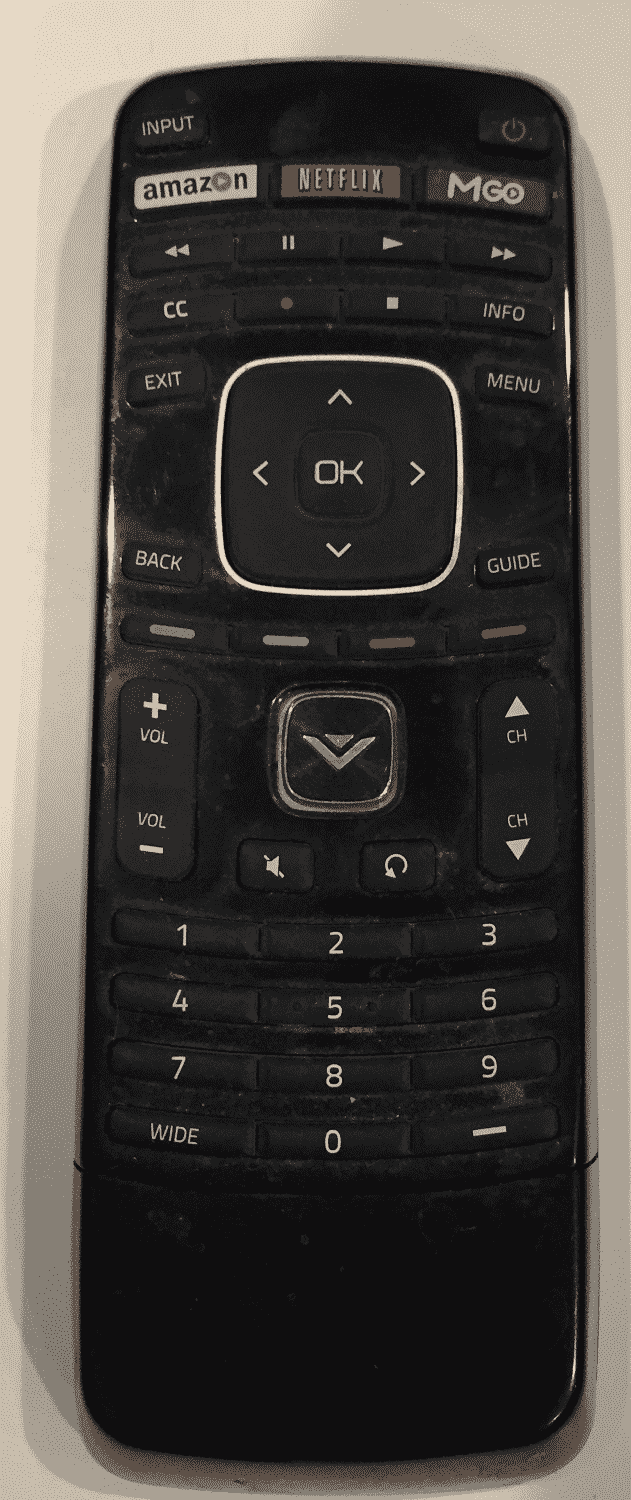 INPUT
amazon NETFLIX MGO
CC INFO
EXIT MENU
OK
BACK GUIDE
VOL CH
VOL CH
1 2 3
4 5 6
7 8 9
WIDE 0 —